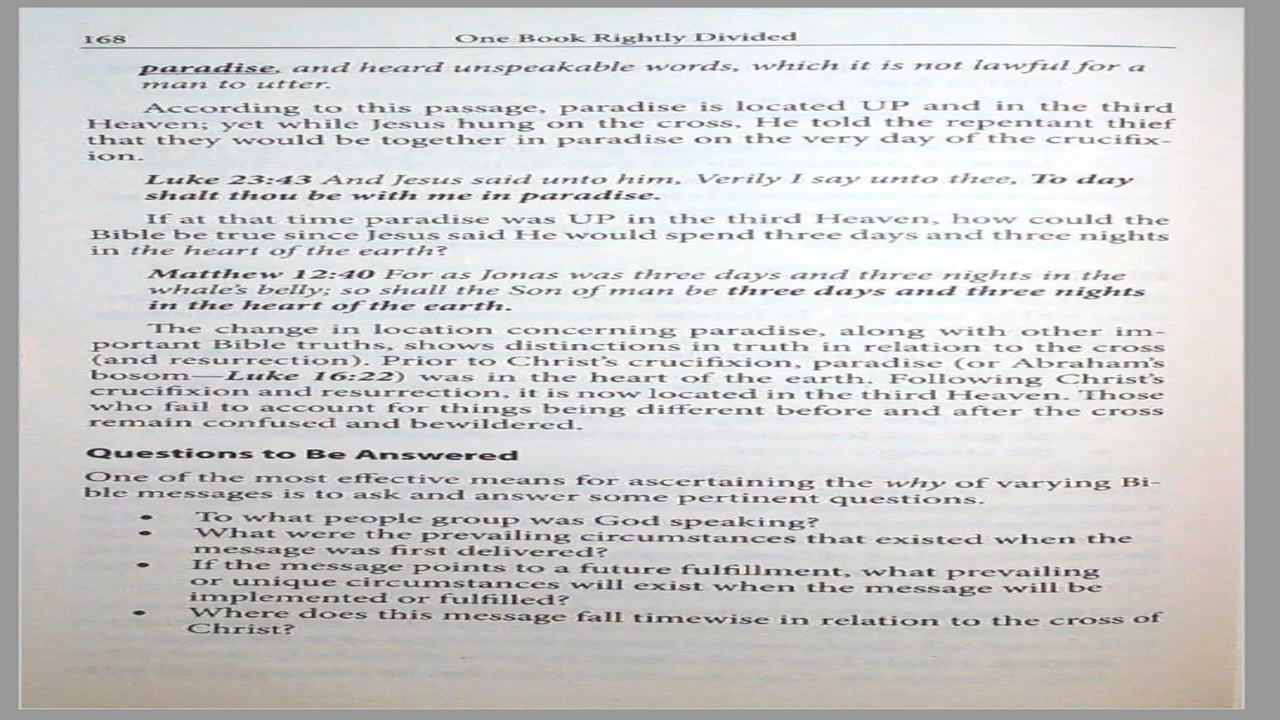 168 One Book Rightly Divided
paradise, and heard unspeakable words, which it is not lawful for a
man to utter.
According to this passage, paradise is located UP and in the third
Heaven; yet while Jesus hung on the cross, He told the repentant thief
that they would be together in paradise on the very day of the crucifix-
ion.
Luke 23:43 And Jesus said unto him, Verily I say unto thee, To day
shalt thou be with me in paradise.
If at that time paradise was UP in the third Heaven, how could the
Bible be true since Jesus said He would spend three days and three nights
in the heart of the earth?
Matthew 12:40 For as Jonas was three days and three nights in the
whale's belly; so shall the Son of man be three days and three nights
in the heart of the earth.
The change in location concerning paradise, along with other im-
portant Bible truths, shows distinctions in truth in relation to the cross
(and resurrection). Prior to Christ's crucifixion, paradise (or Abraham's
bosom—Luke 16:22) was in the heart of the earth. Following Christ's
crucifixion and resurrection, it is now located in the third Heaven. Those
who fail to account for things being different before and after the cross
remain confused and bewildered.
Questions to Be Answered
One of the most effective means for ascertaining the why of varying Bi-
ble messages is to ask and answer some pertinent questions.
• To what people group was God speaking?
• What were the prevailing circumstances that existed when the
message was first delivered?
• If the message points to a future fulfillment, what prevailing
or unique circumstances will exist when the message will be
implemented or fulfilled?
• Where does this message fall timewise in relation to the cross of
Christ?